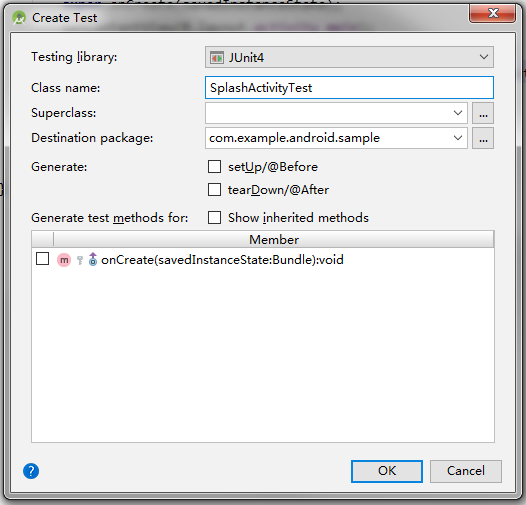 Create Test
Testing library: JUnit4
Class name: SplashActivityTest
Superclass: ...
Destination package: com.example.android.sample ...
Generate: setUp/@Before
tearDown/@After
Generate test methods for: Show inherited methods
Member
m onCreate(savedInstanceState:Bundle):void
? OK Cancel